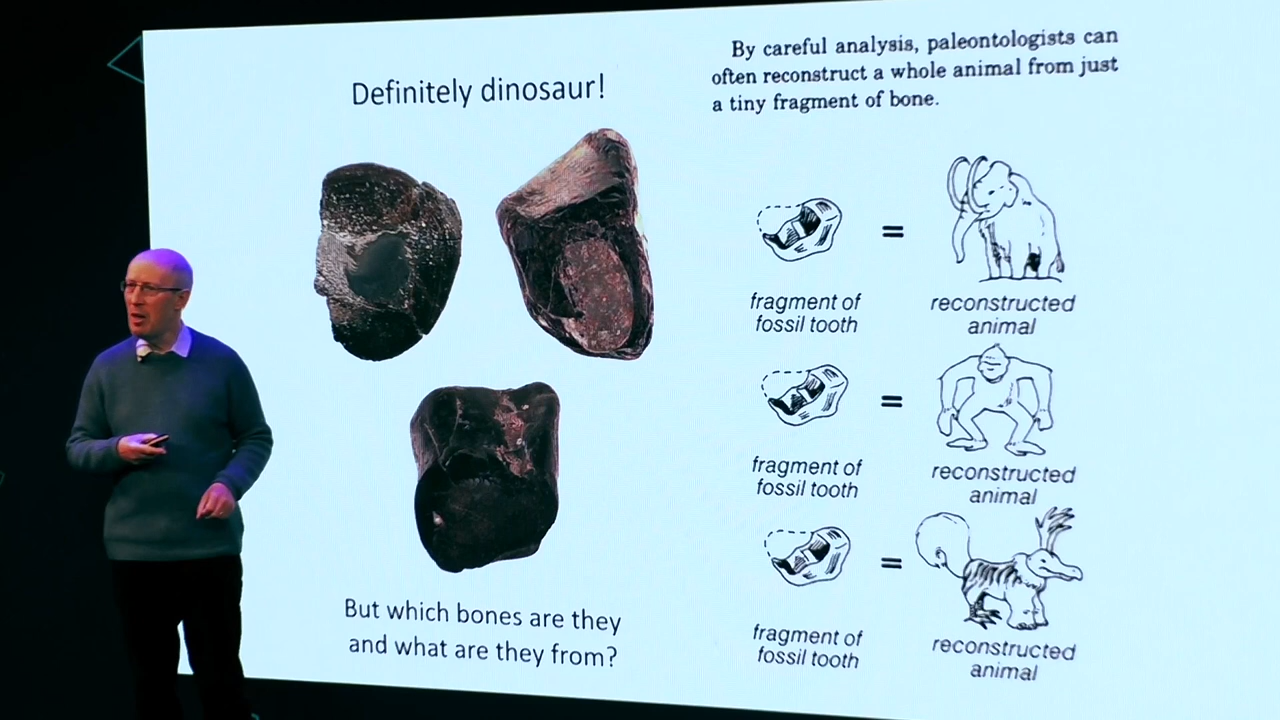 Definitely dinosaur!
But which bones are they
and what are they from?
By careful analysis, paleontologists can
often reconstruct a whole animal from just
a tiny fragment of bone.
=
fragment of
fossil tooth
reconstructed
animal
=
fragment of
fossil tooth
reconstructed
animal
=
fragment of
fossil tooth
reconstructed
animal